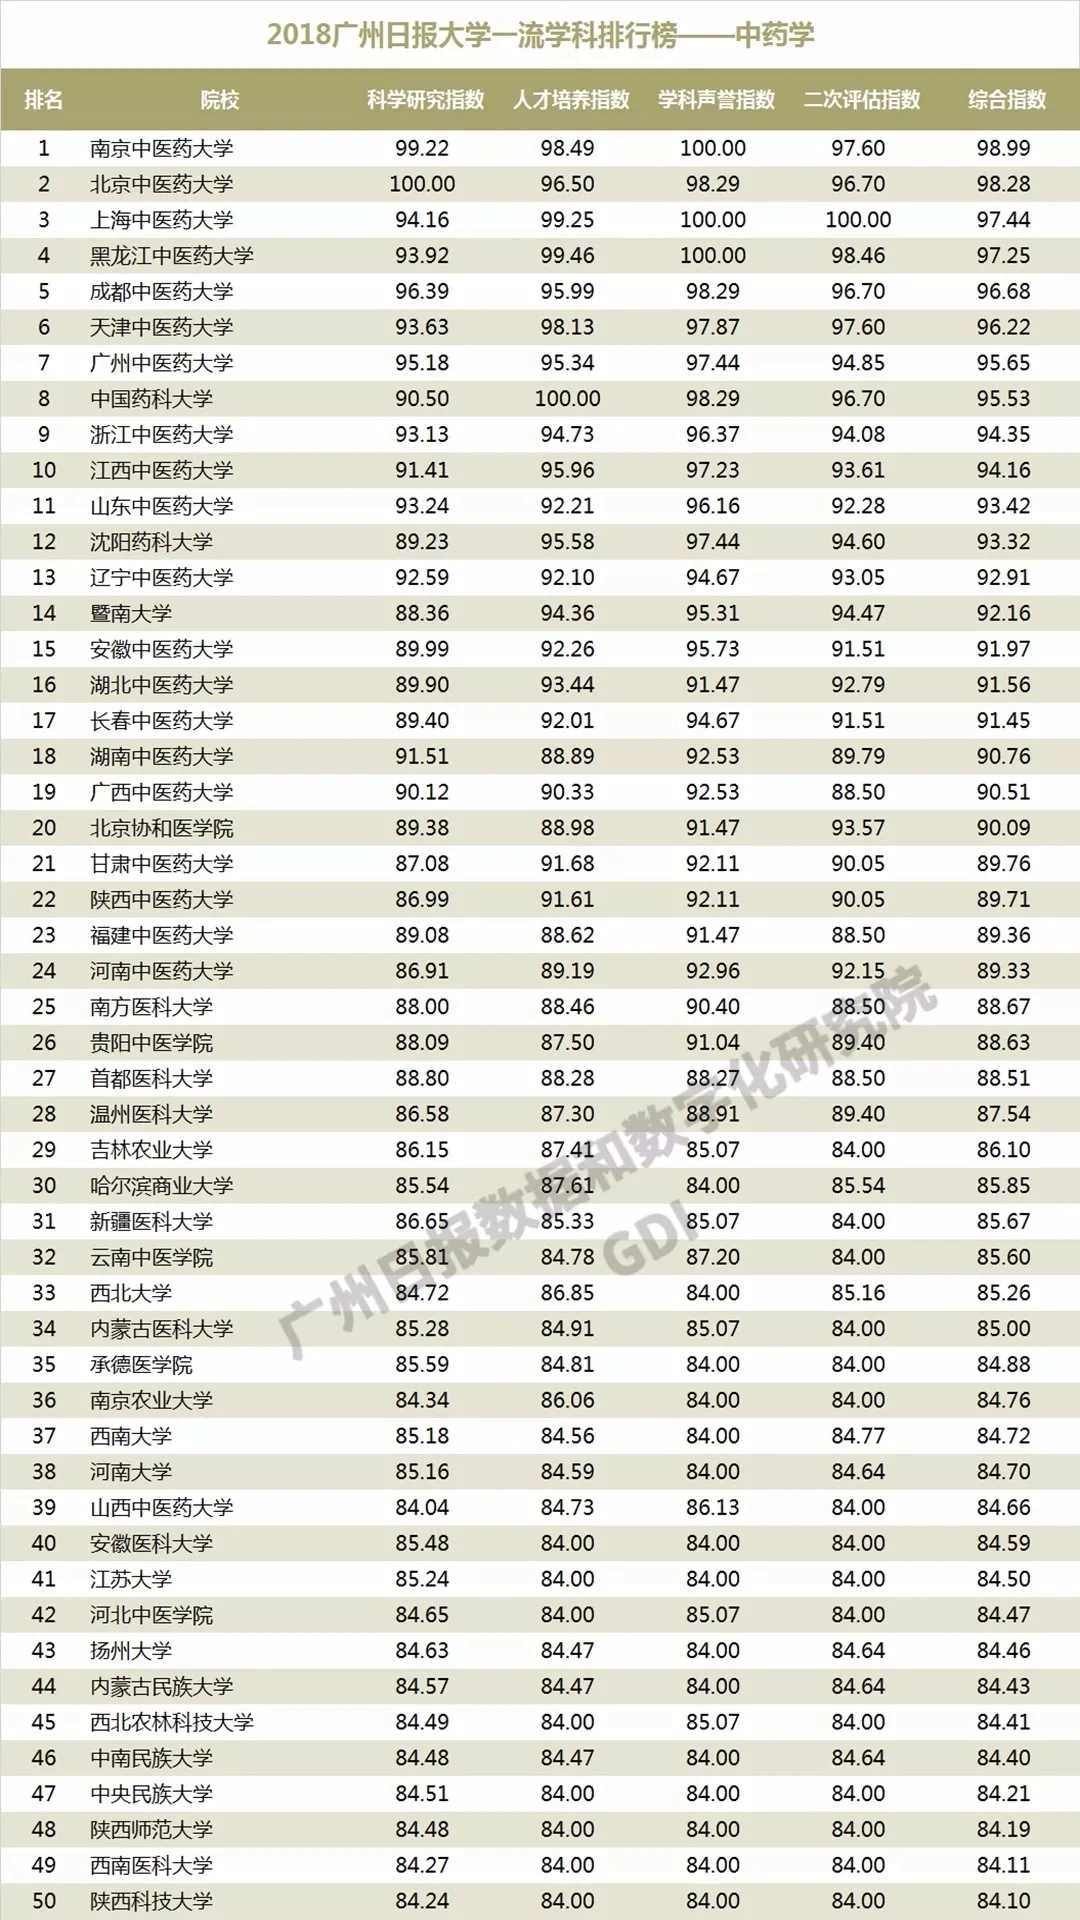 2018广州日报大学一流学科排行榜——中药学
排名 院校 科学研究指数 人才培养指数 学科声誉指数 二次评估指数 综合指数
1 南京中医药大学 99.22 98.49 100.00 97.60 98.99
2 北京中医药大学 100.00 96.50 98.29 96.70 98.28
3 上海中医药大学 94.16 99.25 100.00 100.00 97.44
4 黑龙江中医药大学 93.92 99.46 100.00 98.46 97.25
5 成都中医药大学 96.39 95.99 98.29 96.70 96.68
6 天津中医药大学 93.63 98.13 97.87 97.60 96.22
7 广州中医药大学 95.18 95.34 97.44 94.85 95.65
8 中国药科大学 90.50 100.00 98.29 96.70 95.53
9 浙江中医药大学 93.13 94.73 96.37 94.08 94.35
10 江西中医药大学 91.41 95.96 97.23 93.61 94.16
11 山东中医药大学 93.24 92.21 96.16 92.28 93.42
12 沈阳药科大学 89.23 95.58 97.44 94.60 93.32
13 辽宁中医药大学 92.59 92.10 94.67 93.05 92.91
14 暨南大学 88.36 94.36 95.31 94.47 92.16
15 安徽中医药大学 89.99 92.26 95.73 91.51 91.97
16 湖北中医药大学 89.90 93.44 91.47 92.79 91.56
17 长春中医药大学 89.40 92.01 94.67 91.51 91.45
18 湖南中医药大学 91.51 88.89 92.53 89.79 90.76
19 广西中医药大学 90.12 90.33 92.53 88.50 90.51
20 北京协和医学院 89.38 88.98 91.47 93.57 90.09
21 甘肃中医药大学 87.08 91.68 92.11 90.05 89.76
22 陕西中医药大学 86.99 91.61 92.11 90.05 89.71
23 福建中医药大学 89.08 88.62 91.47 88.50 89.36
24 河南中医药大学 86.91 89.19 92.96 92.15 89.33
25 南方医科大学 88.00 88.46 90.40 88.50 88.67
26 贵阳中医学院 88.09 87.50 91.04 89.40 88.63
27 首都医科大学 88.80 88.28 88.27 88.50 88.51
28 温州医科大学 86.58 87.30 88.91 89.40 87.54
29 吉林农业大学 86.15 87.41 85.07 84.00 86.10
30 哈尔滨商业大学 85.54 87.61 84.00 85.54 85.85
31 新疆医科大学 86.65 85.33 85.07 84.00 85.67
32 云南中医学院 85.81 84.78 87.20 84.00 85.60
33 西北大学 84.72 86.85 84.00 85.16 85.26
34 内蒙古医科大学 85.28 84.91 85.07 84.00 85.00
35 承德医学院 85.59 84.81 84.00 84.00 84.88
36 南京农业大学 84.34 86.06 84.00 84.00 84.76
37 西南大学 85.18 84.56 84.00 84.77 84.72
38 河南大学 85.16 84.59 84.00 84.64 84.70
39 山西中医药大学 84.04 84.73 86.13 84.00 84.66
40 安徽医科大学 85.48 84.00 84.00 84.00 84.59
41 江苏大学 85.24 84.00 84.00 84.00 84.50
42 河北中医学院 84.65 84.00 85.07 84.00 84.47
43 扬州大学 84.63 84.47 84.00 84.64 84.46
44 内蒙古民族大学 84.57 84.47 84.00 84.64 84.43
45 西北农林科技大学 84.49 84.00 85.07 84.00 84.41
46 中南民族大学 84.48 84.47 84.00 84.64 84.40
47 中央民族大学 84.51 84.00 84.00 84.00 84.21
48 陕西师范大学 84.48 84.00 84.00 84.00 84.19
49 西南医科大学 84.27 84.00 84.00 84.00 84.11
50 陕西科技大学 84.24 84.00 84.00 84.00 84.10
广州日报数据和数字化研究院
GDI